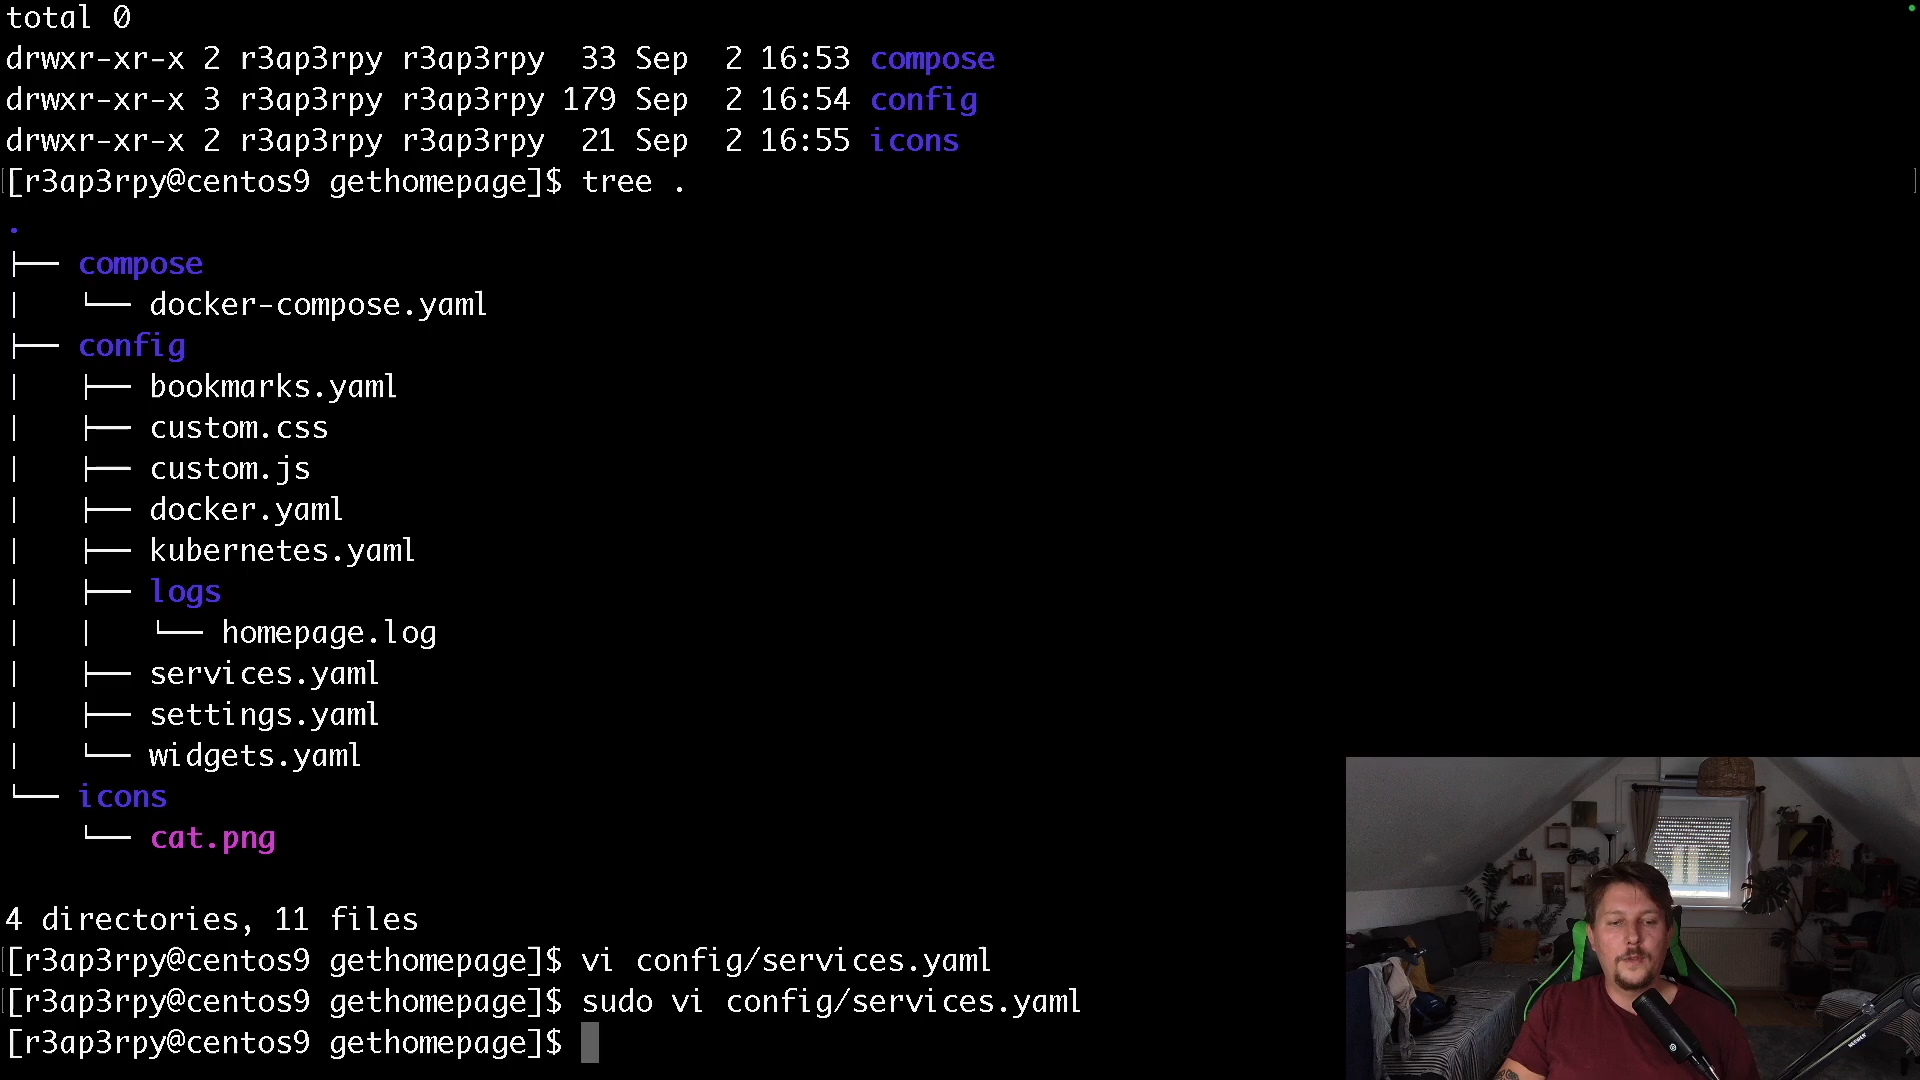 total 0
drwxr-xr-x 2 r3ap3rpy r3ap3rpy  33 Sep  2 16:53 compose
drwxr-xr-x 3 r3ap3rpy r3ap3rpy 179 Sep  2 16:54 config
drwxr-xr-x 2 r3ap3rpy r3ap3rpy  21 Sep  2 16:55 icons
[r3ap3rpy@centos9 gethomepage]$ tree .
.
├── compose
│   └── docker-compose.yaml
├── config
│   ├── bookmarks.yaml
│   ├── custom.css
│   ├── custom.js
│   ├── docker.yaml
│   ├── kubernetes.yaml
│   ├── logs
│   │   └── homepage.log
│   ├── services.yaml
│   ├── settings.yaml
│   └── widgets.yaml
└── icons
    └── cat.png
4 directories, 11 files
[r3ap3rpy@centos9 gethomepage]$ vi config/services.yaml
[r3ap3rpy@centos9 gethomepage]$ sudo vi config/services.yaml
[r3ap3rpy@centos9 gethomepage]$